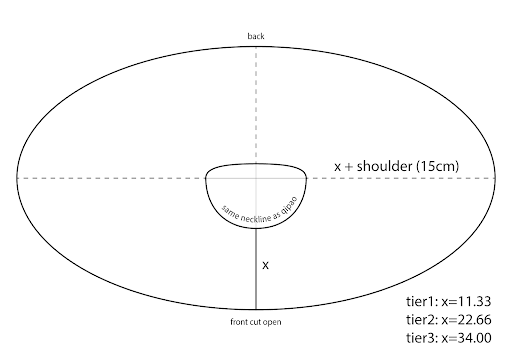 back
x + shoulder (15cm)
same neckline as qipao
x
front cut open
tier1: x=11.33
tier2: x=22.66
tier3: x=34.00